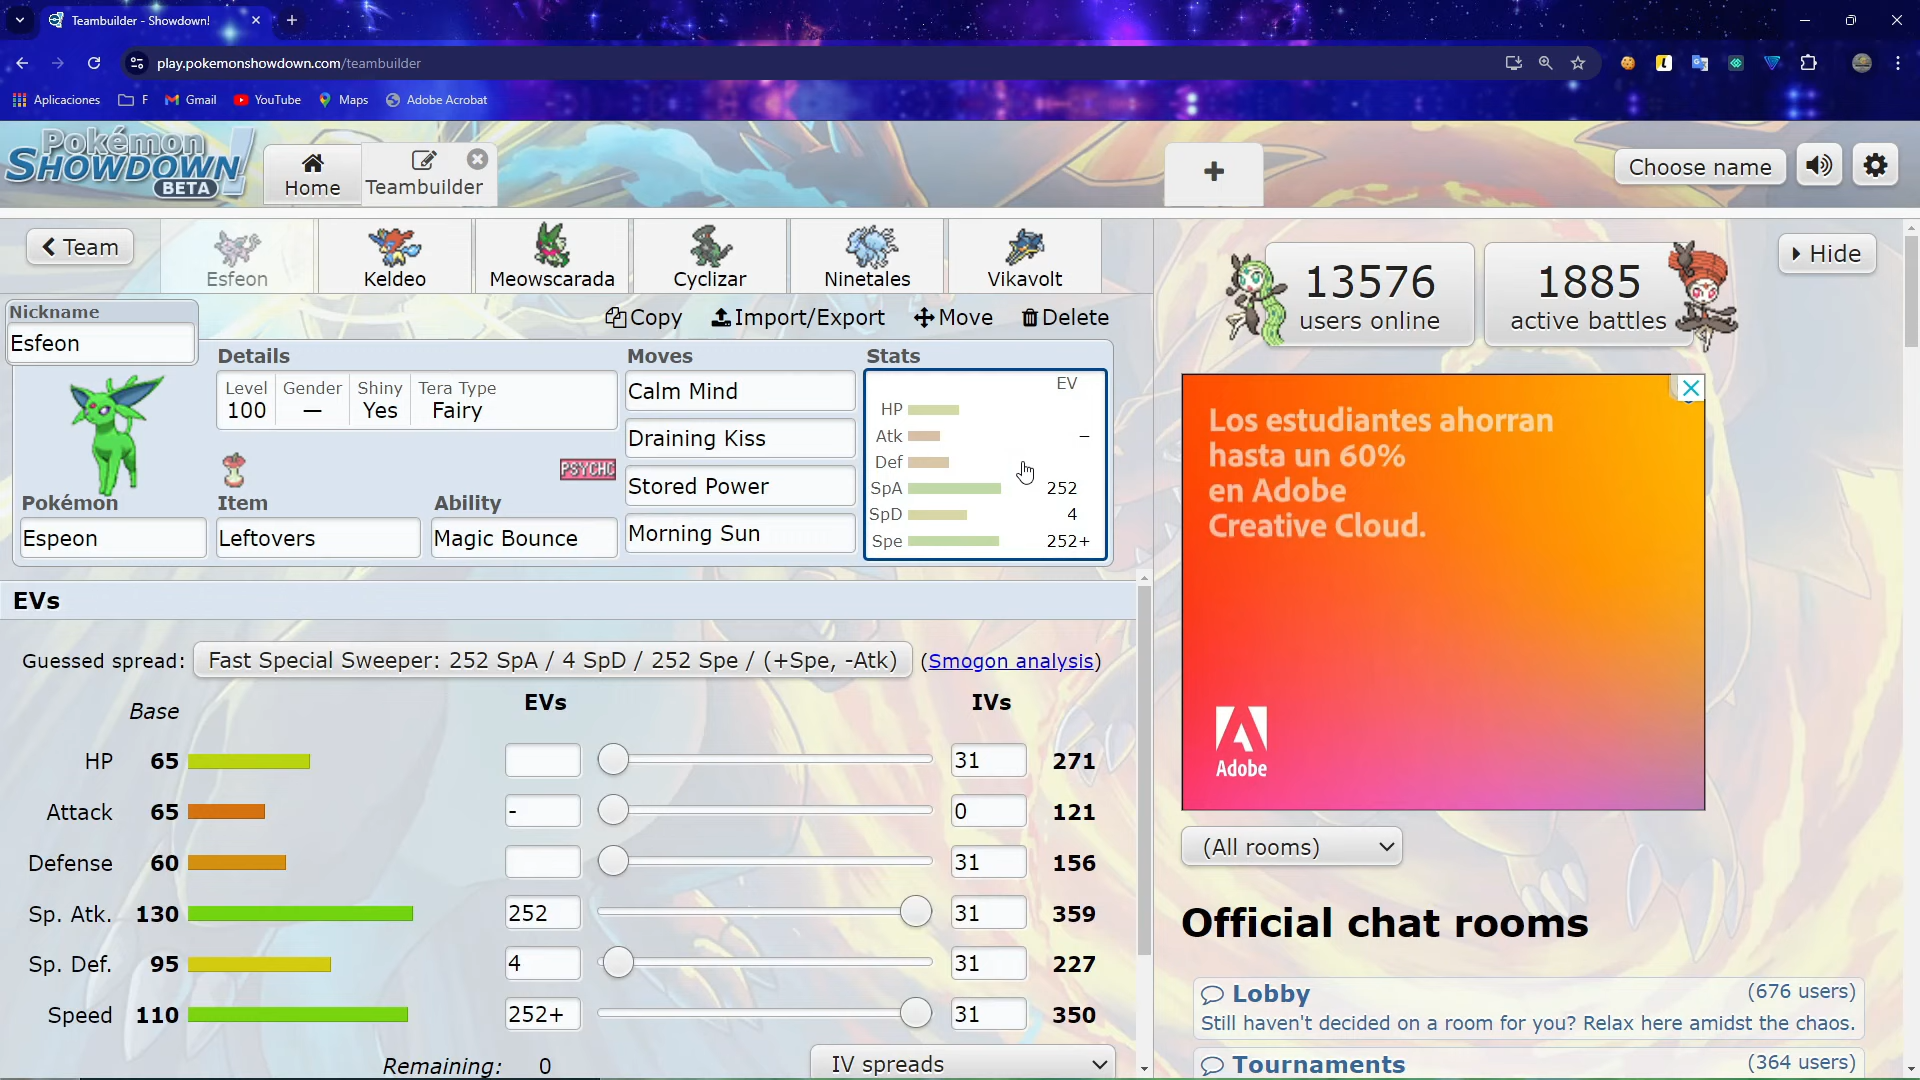 Teambuilder - Showdown!
play.pokemonshowdown.com/teambuilder
Aplicaciones F Gmail YouTube Maps Adobe Acrobat
Pokémon
SHOWDOWN!
BETA
Home
Teambuilder
Choose name
Team
Esfeon
Keldeo
Meowscarada
Cyclizar
Ninetales
Vikavolt
Nickname
Esfeon
Copy Import/Export Move Delete
Details
Level Gender Shiny Tera Type
100 — Yes Fairy
PSYCHC
Pokémon
Espeon
Item
Leftovers
Ability
Magic Bounce
Moves
Calm Mind
Draining Kiss
Stored Power
Morning Sun
Stats
EV
HP
Atk –
Def
SpA 252
SpD 4
Spe 252+
EVs
Guessed spread: Fast Special Sweeper: 252 SpA / 4 SpD / 252 Spe / (+Spe, -Atk) (Smogon analysis)
Base EVs IVs
HP 65 31 271
Attack 65 - 0 121
Defense 60 31 156
Sp. Atk. 130 252 31 359
Sp. Def. 95 4 31 227
Speed 110 252+ 31 350
Remaining: 0 IV spreads
13576
users online
1885
active battles
Hide
Los estudiantes ahorran
hasta un 60%
en Adobe
Creative Cloud.
Adobe
(All rooms)
Official chat rooms
Lobby (676 users)
Still haven't decided on a room for you? Relax here amidst the chaos.
Tournaments (364 users)